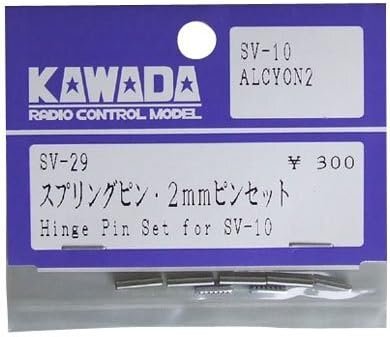 SV-10
ALCYON2
KAWADA
RADIO CONTROL MODEL
SV-29 ¥ 300
スプリングピン・2mmピンセット
Hinge Pin Set for SV-10